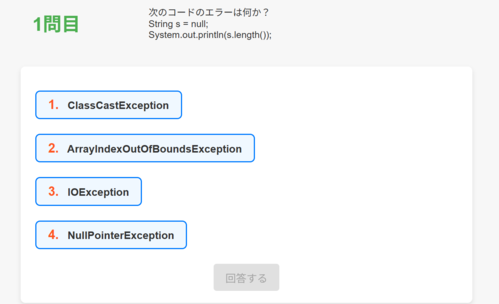 1問目
次のコードのエラーは何か？
String s = null;
System.out.println(s.length());
1. ClassCastException
2. ArrayIndexOutOfBoundsException
3. IOException
4. NullPointerException
回答する